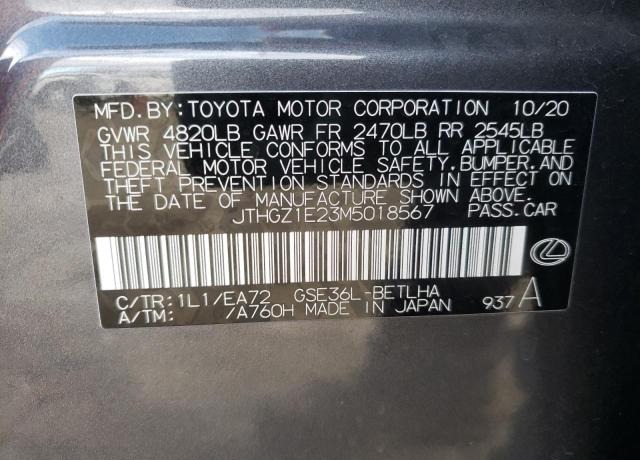 MFD. BY: TOYOTA MOTOR CORPORATION 10/20
GVWR 4820LB GAWR FR 2470LB RR 2545LB
THIS VEHICLE CONFORMS TO ALL APPLICABLE
FEDERAL MOTOR VEHICLE SAFETY, BUMPER, AND
THEFT PREVENTION STANDARDS IN EFFECT ON
THE DATE OF MANUFACTURE SHOWN ABOVE.
JTHGZ1E23M5018567 PASS.CAR
C/TR: 1L1/EA72 GSE36L-BETLHA
A/TM: /A760H MADE IN JAPAN 937 A